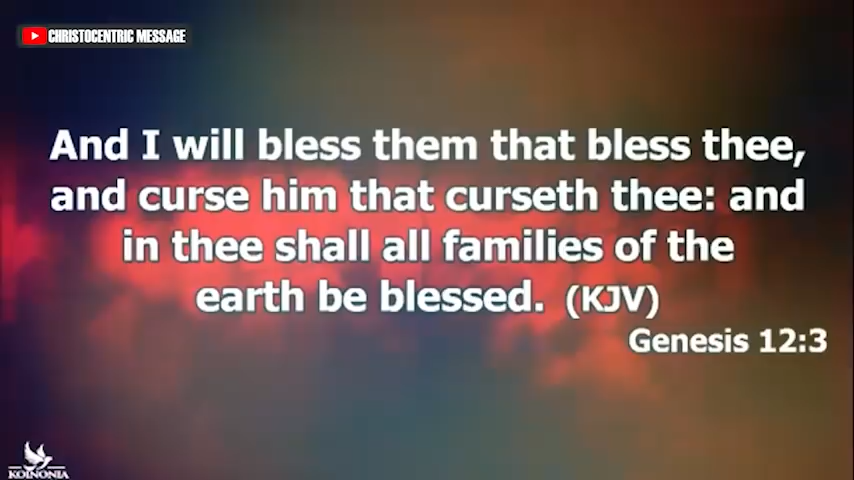 CHRISTOCENTRIC MESSAGE
And I will bless them that bless thee,
and curse him that curseth thee: and
in thee shall all families of the
earth be blessed. (KJV)
Genesis 12:3
KOINONIA